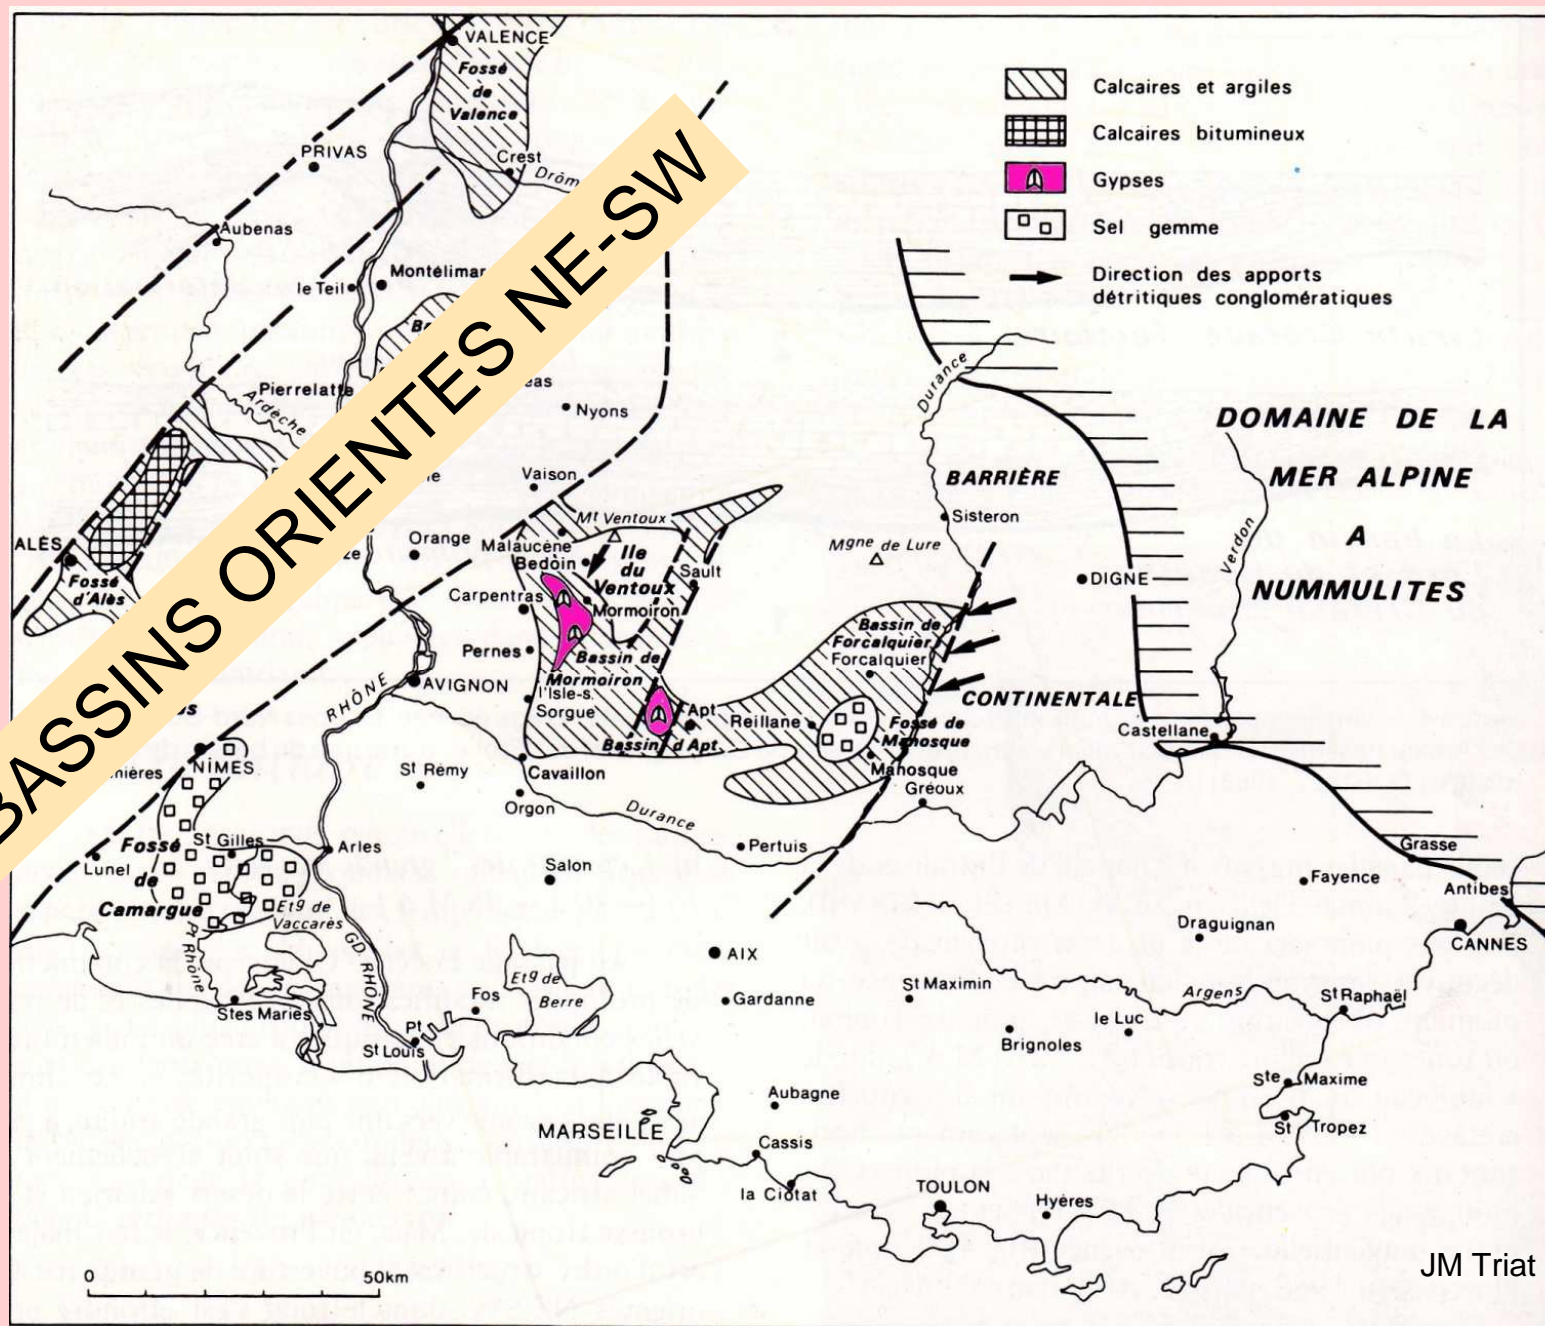 VALENCE
Fossé
de
Valence
Crest
PRIVAS
Aubenas
Montélimar
le Teil
Pierrelatte
Ardèche
Nyons
Vaison
Mt Ventoux
Orange
Malaucène
Bedoin
Ile
du
Ventoux
Sault
Carpentras
Mormoiron
Pernes
Bassin de
Mormoiron
AVIGNON
l'Isle-s.
Sorgue
RHÔNE
Apt
Bassin d'Apt
Cavaillon
St Rémy
Orgon
Durance
Pertuis
ALÈS
Fossé
d'Alès
NIMES
St Gilles
Arles
Lunel
Fossé
de
Camargue
Etg de
Vaccarès
Pt Rhône
GD RHÔNE
Stes Maries
Pt
St Louis
Fos
Etg de
Berre
Salon
AIX
Gardanne
MARSEILLE
Aubagne
Cassis
la Ciotat
TOULON
Hyères
St Maximin
Brignoles
le Luc
Argens
Draguignan
Fayence
Grasse
Antibes
CANNES
St Raphaël
Ste Maxime
St Tropez
Calcaires et argiles
Calcaires bitumineux
Gypses
Sel gemme
Direction des apports
détritiques conglomératiques
Durance
BARRIÈRE
Sisteron
Mgne de Lure
DIGNE
Verdon
DOMAINE DE LA
MER ALPINE
A
NUMMULITES
Bassin de
Forcalquier
Forcalquier
CONTINENTALE
Reillane
Fossé de
Manosque
Manosque
Gréoux
Castellane
BASSINS ORIENTES NE-SW
0 50km
JM Triat